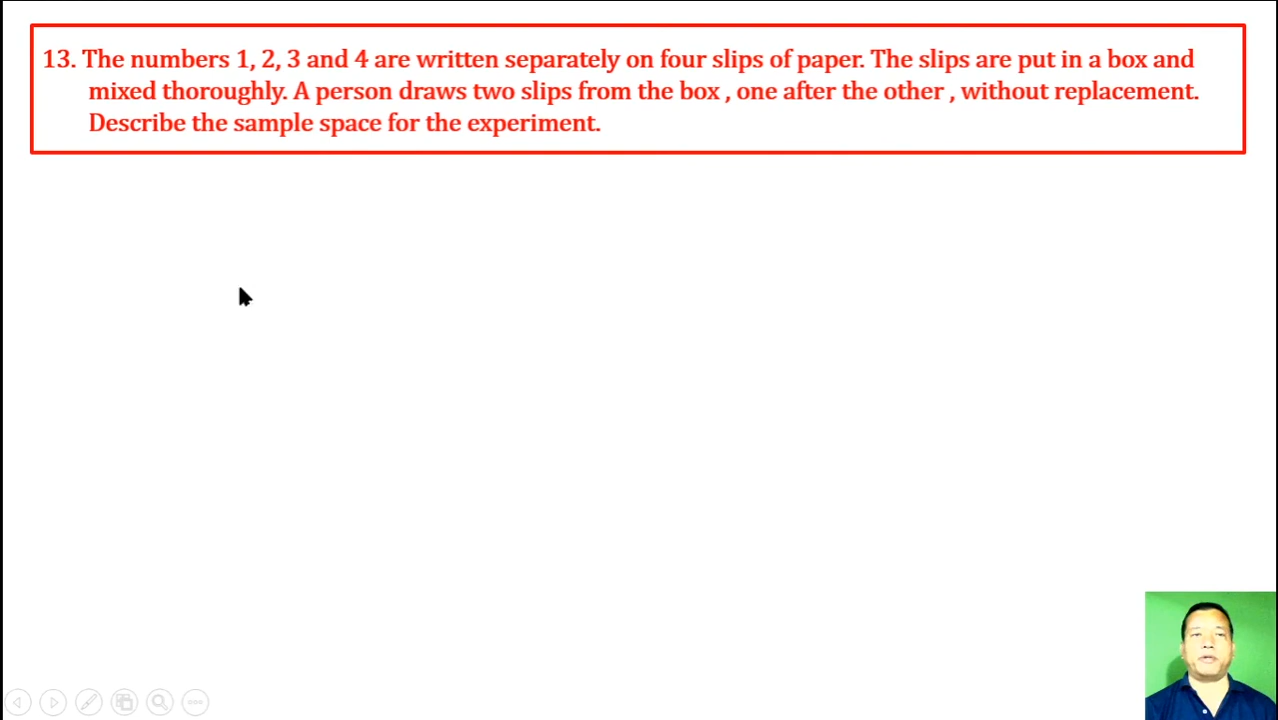 13. The numbers 1, 2, 3 and 4 are written separately on four slips of paper. The slips are put in a box and
mixed thoroughly. A person draws two slips from the box , one after the other , without replacement.
Describe the sample space for the experiment.